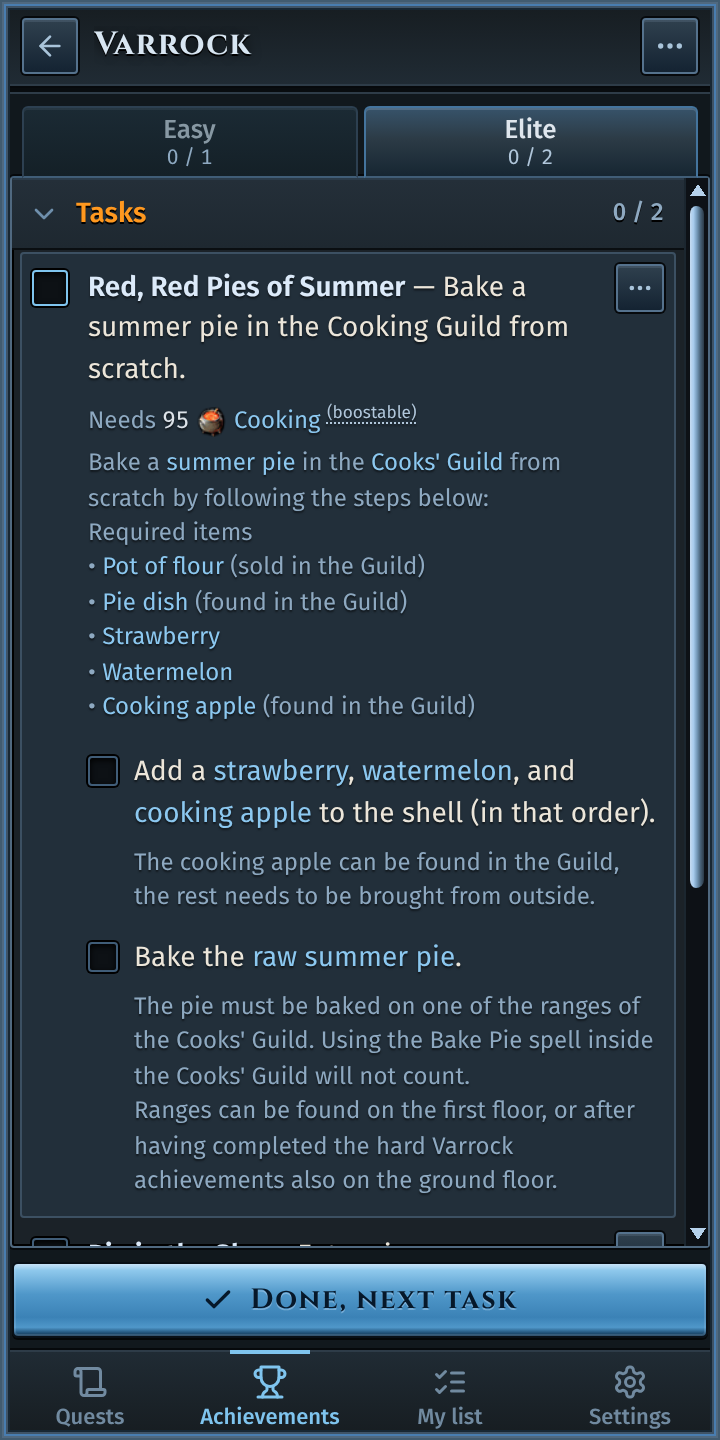 Varrock
Easy
0 / 1
Elite
0 / 2
Tasks
0 / 2
Red, Red Pies of Summer — Bake a
summer pie in the Cooking Guild from
scratch.
Needs 95 Cooking (boostable)
Bake a summer pie in the Cooks' Guild from
scratch by following the steps below:
Required items
• Pot of flour (sold in the Guild)
• Pie dish (found in the Guild)
• Strawberry
• Watermelon
• Cooking apple (found in the Guild)
Add a strawberry, watermelon, and
cooking apple to the shell (in that order).
The cooking apple can be found in the Guild,
the rest needs to be brought from outside.
Bake the raw summer pie.
The pie must be baked on one of the ranges of
the Cooks' Guild. Using the Bake Pie spell inside
the Cooks' Guild will not count.
Ranges can be found on the first floor, or after
having completed the hard Varrock
achievements also on the ground floor.
Done, next task
Quests
Achievements
My list
Settings